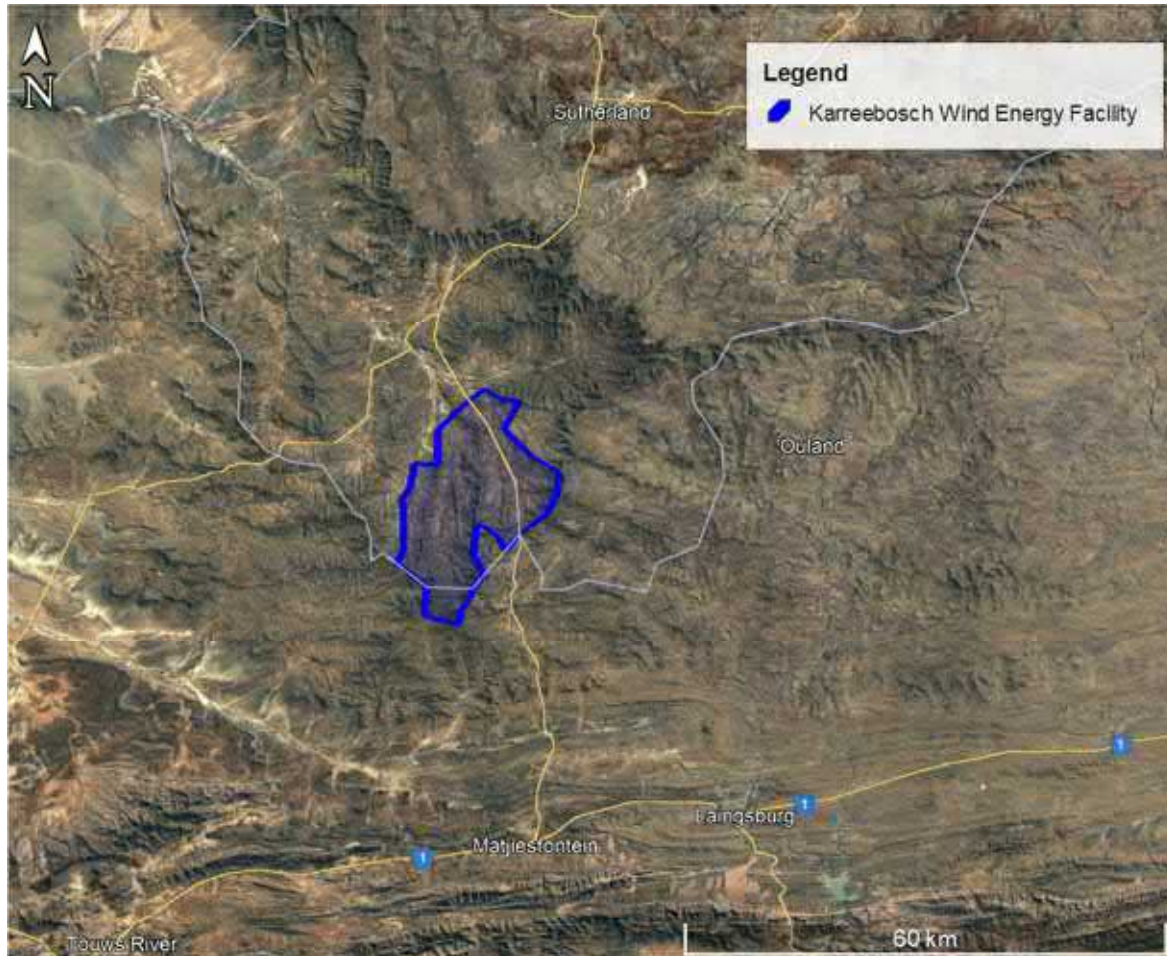 N
Legend
Karreebosch Wind Energy Facility
Sutherland
Ouland
1
1
Laingsburg
Matjiesfontein
1
Touws River
60 km